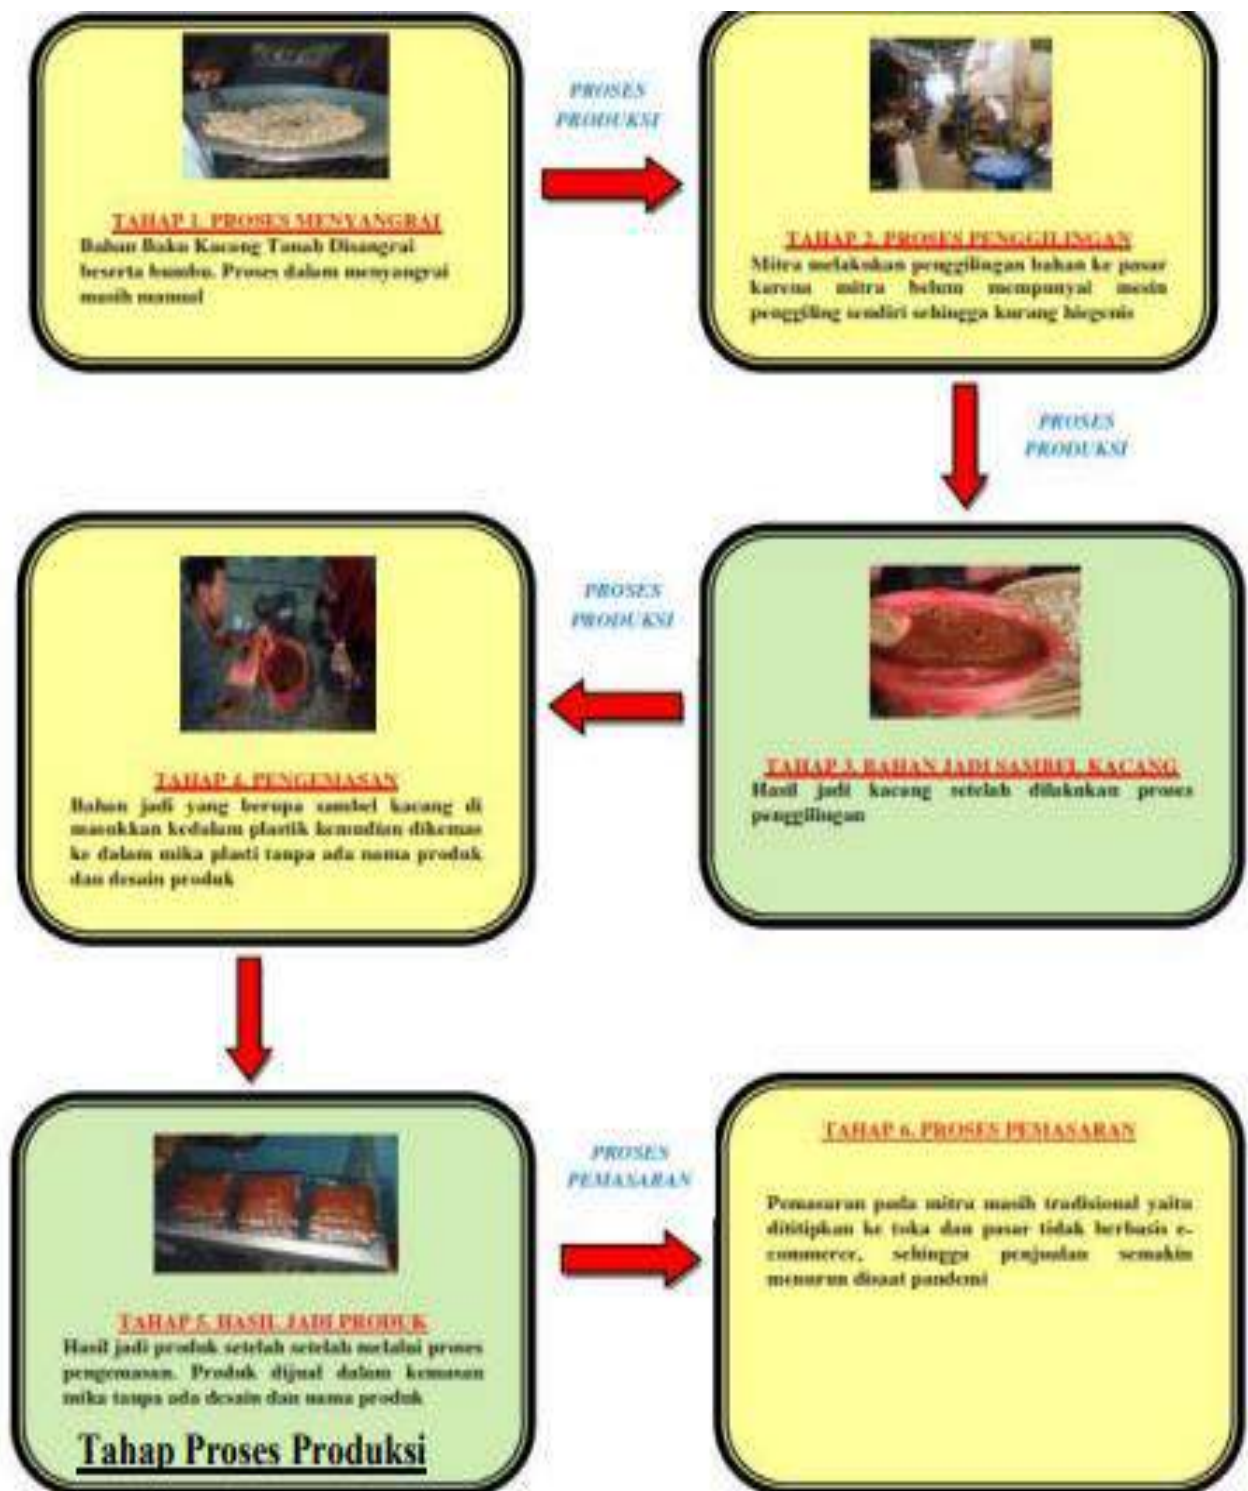 PROSES
PRODUKSI
TAHAP 1. PROSES MENYANGRAI
Bahan Baku Kacang Tanah Disangrai
beserta bumbu. Proses dalam menyangrai
masih manual
TAHAP 2. PROSES PENGGILINGAN
Mitra melakukan penggilingan bahan ke pasar
karena mitra belum mempunyai mesin
penggiling sendiri sehingga kurang hiegenis
PROSES
PRODUKSI
PROSES
PRODUKSI
TAHAP 3. BAHAN JADI SAMBEL KACANG
Hasil jadi kacang setelah dilakukan proses
penggilingan
TAHAP 4. PENGEMASAN
Bahan jadi yang berupa sambel kacang di
masukkan kedalam plastik kemudian dikemas
ke dalam mika plasti tanpa ada nama produk
dan desain produk
PROSES
PEMASARAN
TAHAP 5. HASIL JADI PRODUK
Hasil jadi produk setelah setelah melalui proses
pengemasan. Produk dijual dalam kemasan
mika tanpa ada desain dan nama produk
Tahap Proses Produksi
TAHAP 6. PROSES PEMASARAN
Pemasaran pada mitra masih tradisional yaitu
dititipkan ke toka dan pasar tidak berbasis e-
commerce, sehingga penjualan semakin
menurun disaat pandemi